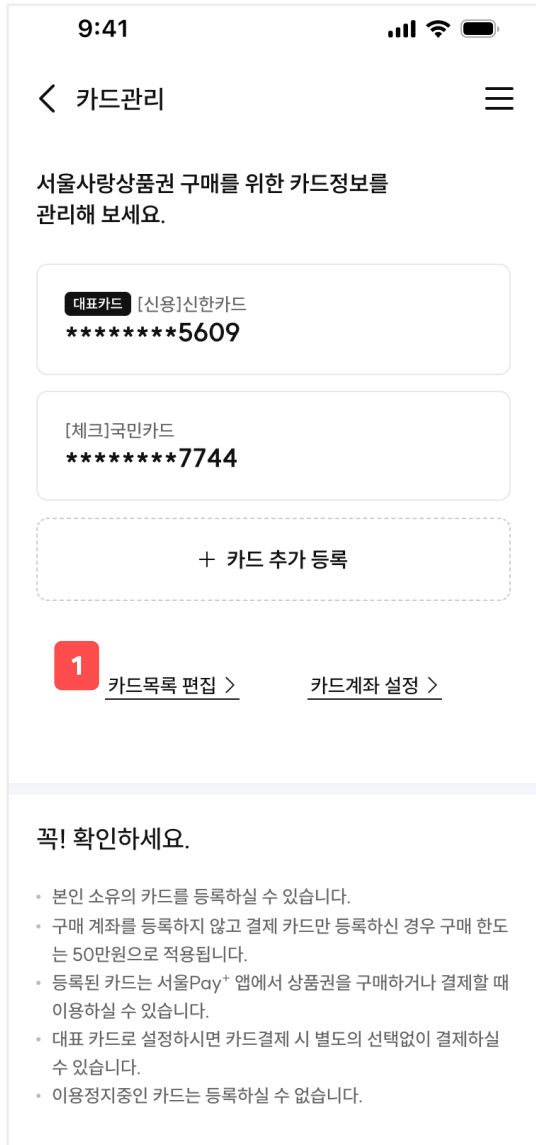 9:41
카드관리
서울사랑상품권 구매를 위한 카드정보를
관리해 보세요.
대표카드 [신용]신한카드
********5609
[체크]국민카드
********7744
+ 카드 추가 등록
1
카드목록 편집 > 카드계좌 설정 >
꼭! 확인하세요.
• 본인 소유의 카드를 등록하실 수 있습니다.
• 구매 계좌를 등록하지 않고 결제 카드만 등록하신 경우 구매 한도
는 50만원으로 적용됩니다.
• 등록된 카드는 서울Pay⁺ 앱에서 상품권을 구매하거나 결제할 때
이용하실 수 있습니다.
• 대표 카드로 설정하시면 카드결제 시 별도의 선택없이 결제하실
수 있습니다.
• 이용정지중인 카드는 등록하실 수 없습니다.